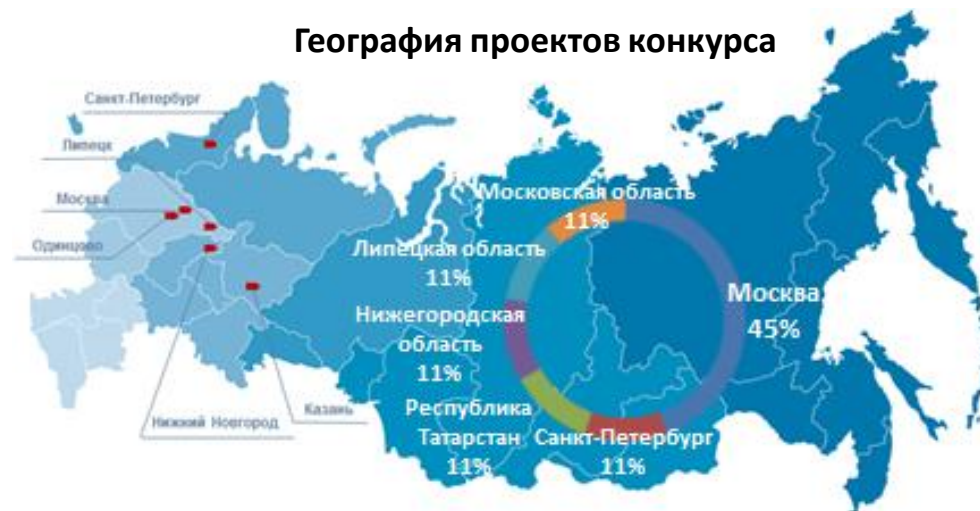 География проектов конкурса
Санкт-Петербург
Липецк
Москва
Одинцово
Нижний Новгород
Казань
Московская область
11%
Липецкая область
11%
Нижегородская
область
11%
Республика
Татарстан
11%
Санкт-Петербург
11%
Москва
45%